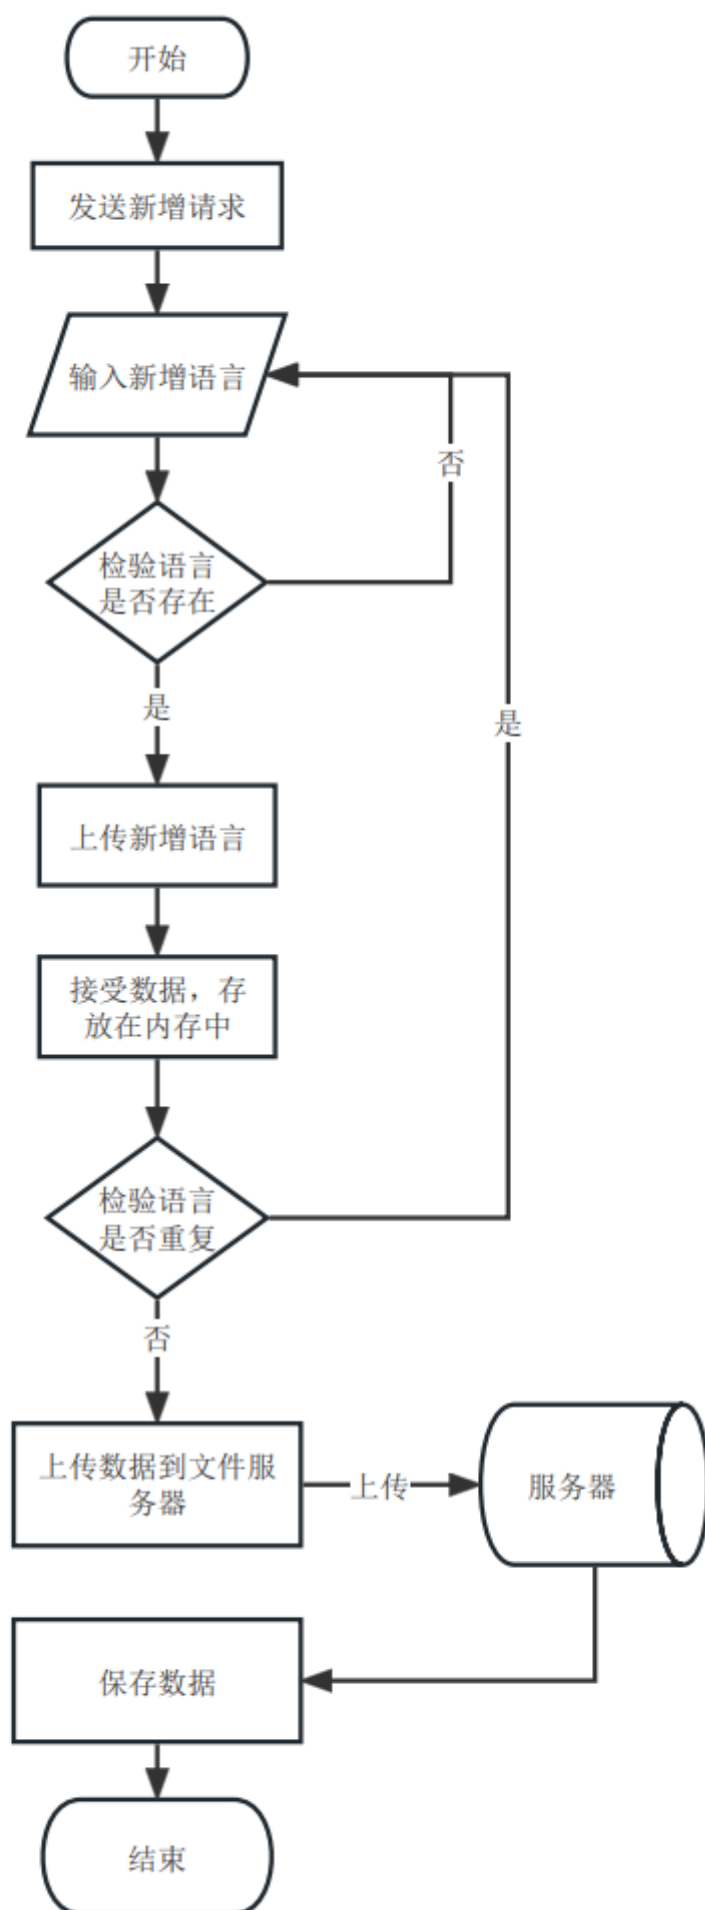 开始
发送新增请求
输入新增语言
否
检验语言
是否存在
是
是
上传新增语言
接受数据，存
放在内存中
检验语言
是否重复
否
上传数据到文件服
务器
上传
服务器
保存数据
结束